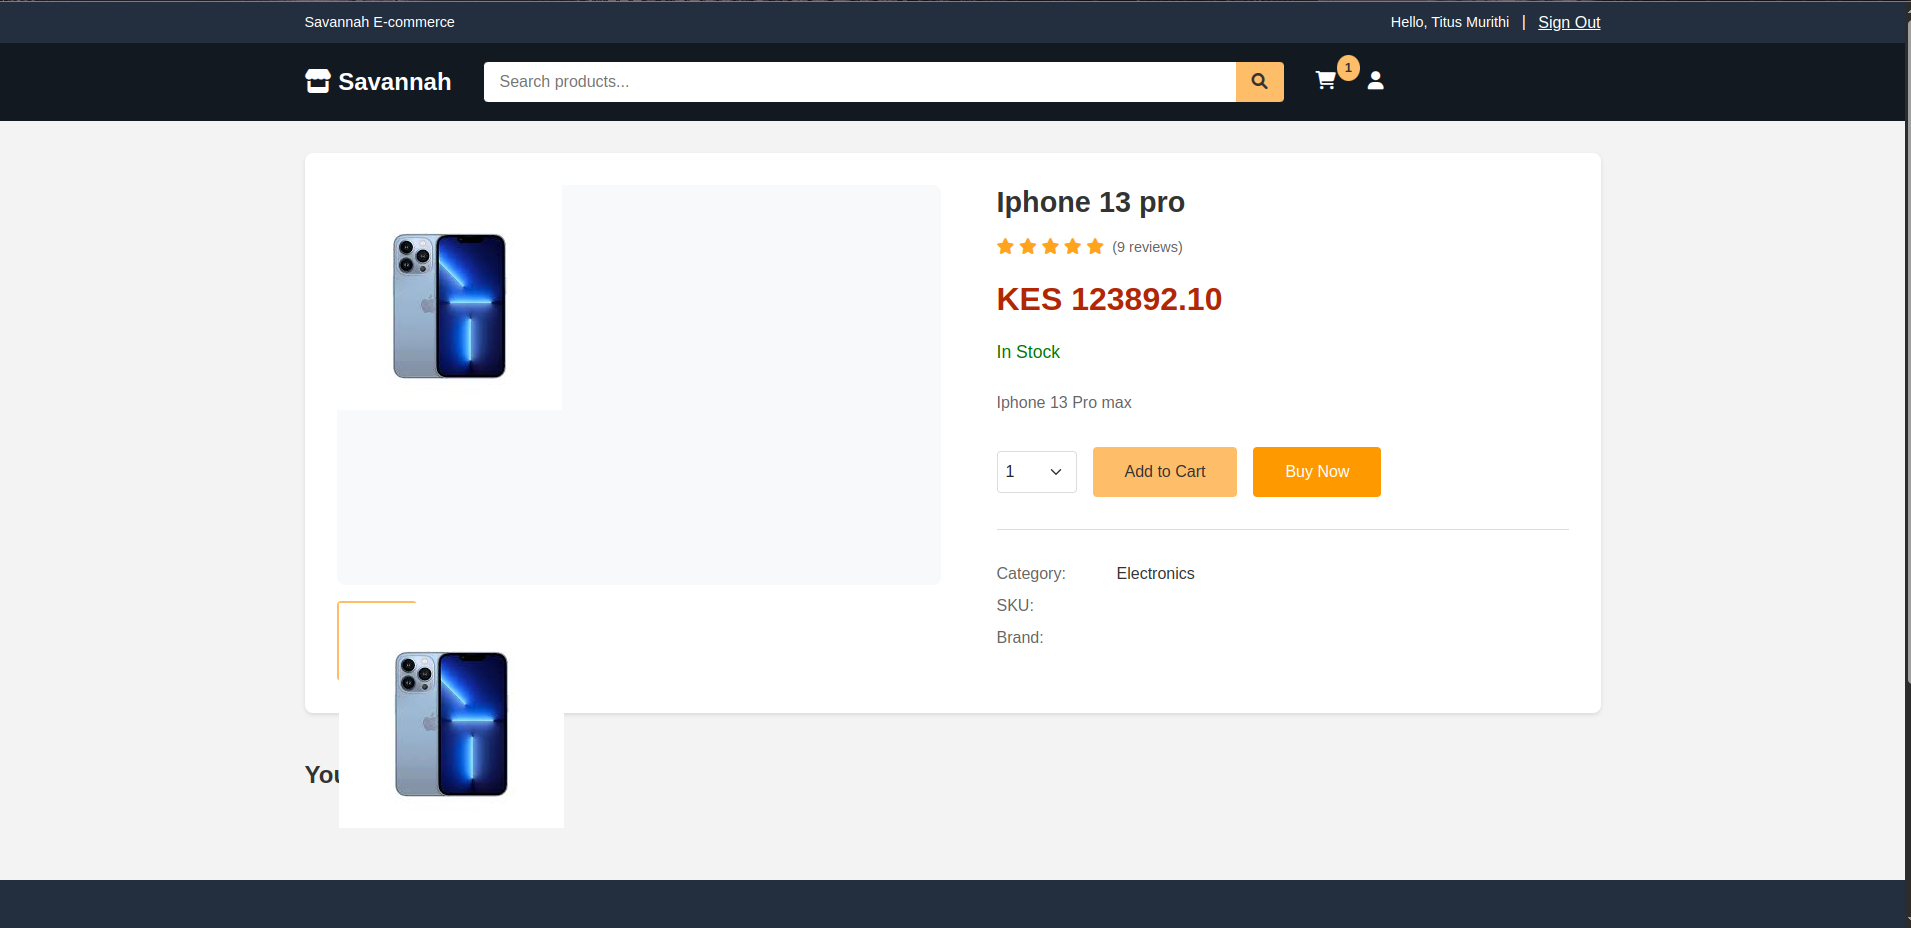 Savannah E-commerce
Hello, Titus Murithi | Sign Out
Savannah
Search products...
1
Iphone 13 pro
(9 reviews)
KES 123892.10
In Stock
Iphone 13 Pro max
1
Add to Cart
Buy Now
Category: Electronics
SKU:
Brand: